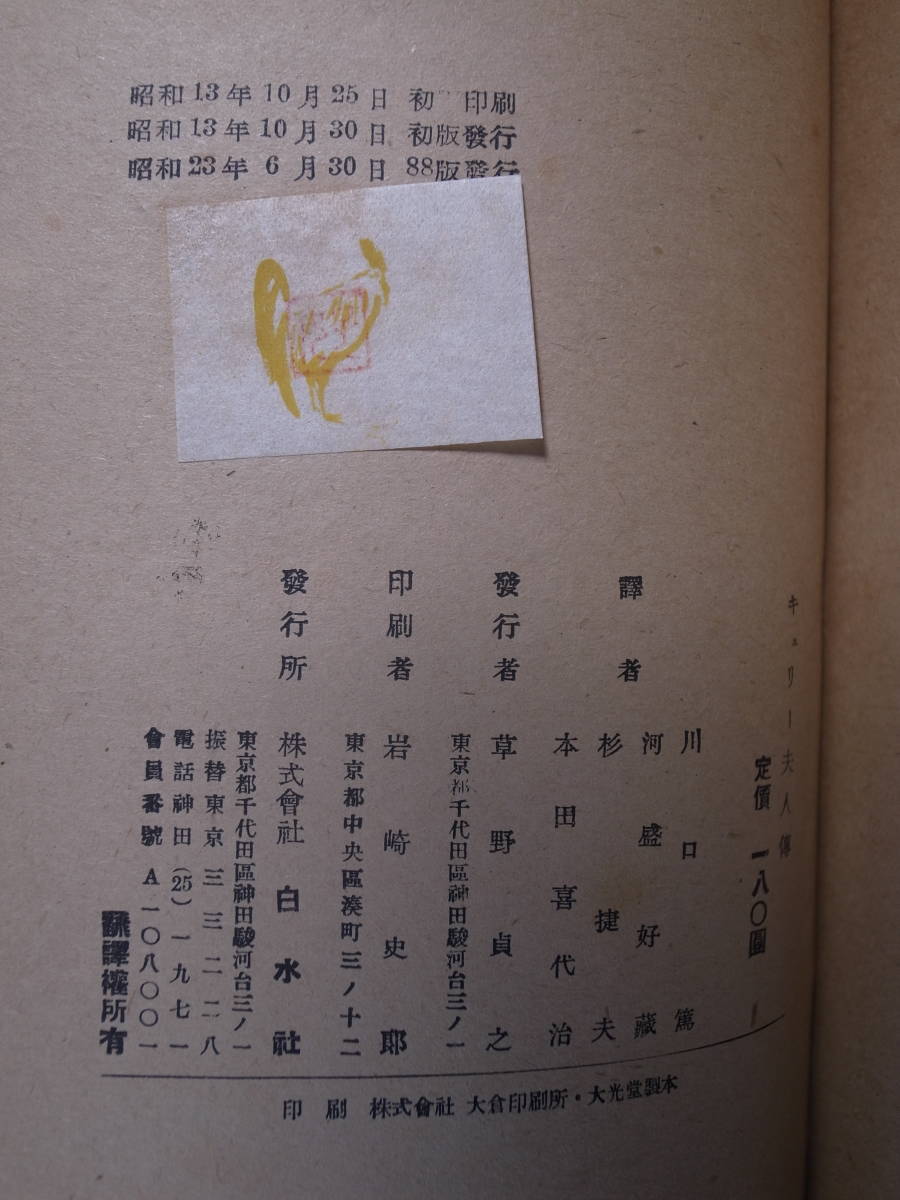 昭和13年10月25日 初 印刷
昭和13年10月30日 初版發行
昭和23年6月30日 88版發行
キュリー夫人傳
定價 一八〇圓
譯者
川口篤
河盛好藏
杉捷夫
本田喜代治
發行者 草野貞之
東京都千代田區神田駿河台三ノ一
印刷者 岩崎史郎
東京都中央區湊町三ノ十二
發行所 株式會社 白水社
東京都千代田區神田駿河台三ノ一
振替東京三三二二八
電話神田(25)一九七一
會員番號 A一〇八〇〇一
飜譯權所有
印刷 株式會社 大倉印刷所・大光堂製本